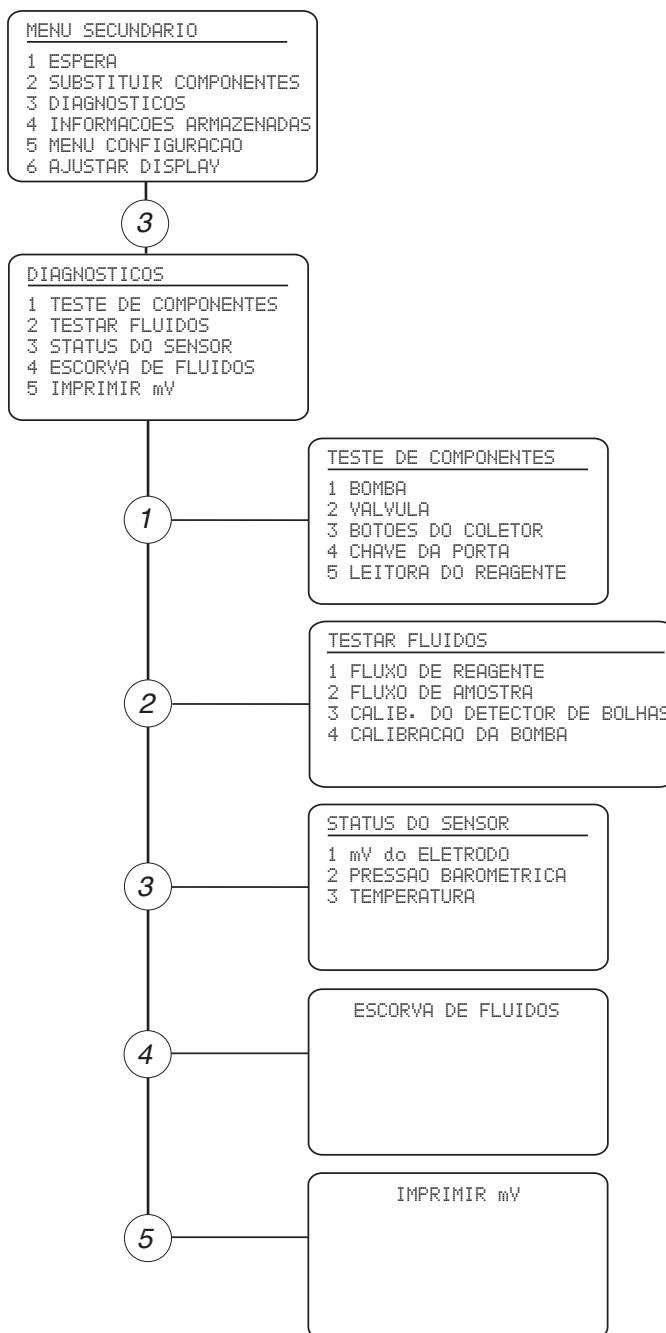 MENU SECUNDARIO
1 ESPERA
2 SUBSTITUIR COMPONENTES
3 DIAGNOSTICOS
4 INFORMACOES ARMAZENADAS
5 MENU CONFIGURACAO
6 AJUSTAR DISPLAY
3
DIAGNOSTICOS
1 TESTE DE COMPONENTES
2 TESTAR FLUIDOS
3 STATUS DO SENSOR
4 ESCORVA DE FLUIDOS
5 IMPRIMIR mV
1
TESTE DE COMPONENTES
1 BOMBA
2 VALVULA
3 BOTOES DO COLETOR
4 CHAVE DA PORTA
5 LEITORA DO REAGENTE
2
TESTAR FLUIDOS
1 FLUXO DE REAGENTE
2 FLUXO DE AMOSTRA
3 CALIB. DO DETECTOR DE BOLHAS
4 CALIBRACAO DA BOMBA
3
STATUS DO SENSOR
1 mV do ELETRODO
2 PRESSAO BAROMETRICA
3 TEMPERATURA
4
ESCORVA DE FLUIDOS
5
IMPRIMIR mV